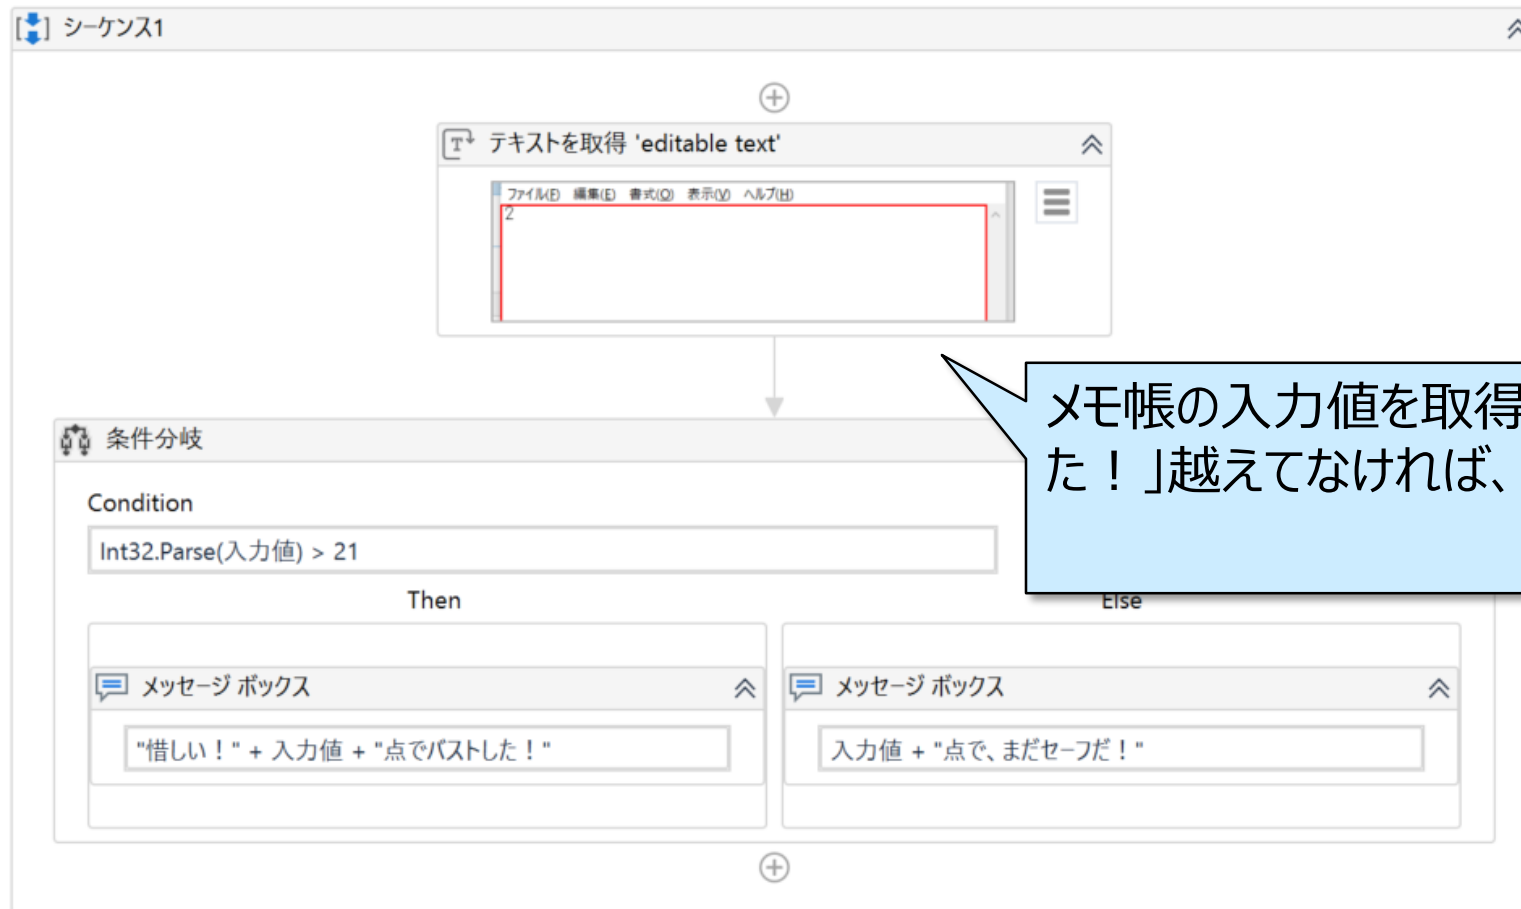 シーケンス1
テキストを取得 'editable text'
ファイル(F) 編集(E) 書式(O) 表示(V) ヘルプ(H)
2
メモ帳の入力値を取得
た！」越えてなければ、
条件分岐
Condition
Int32.Parse(入力値) > 21
Then
Else
メッセージ ボックス
メッセージ ボックス
"惜しい！" + 入力値 + "点でバストした！"
入力値 + "点で、まだセーフだ！"